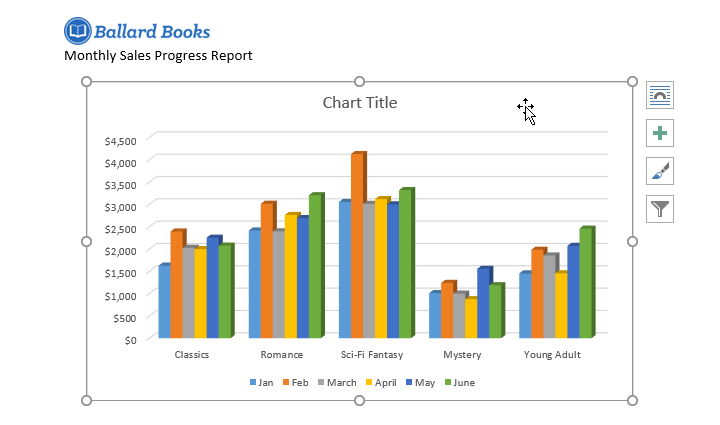 Ballard Books
Monthly Sales Progress Report
Chart Title
$4,500
$4,000
$3,500
$3,000
$2,500
$2,000
$1,500
$1,000
$500
$0
Classics Romance Sci-Fi Fantasy Mystery Young Adult
Jan Feb March April May June